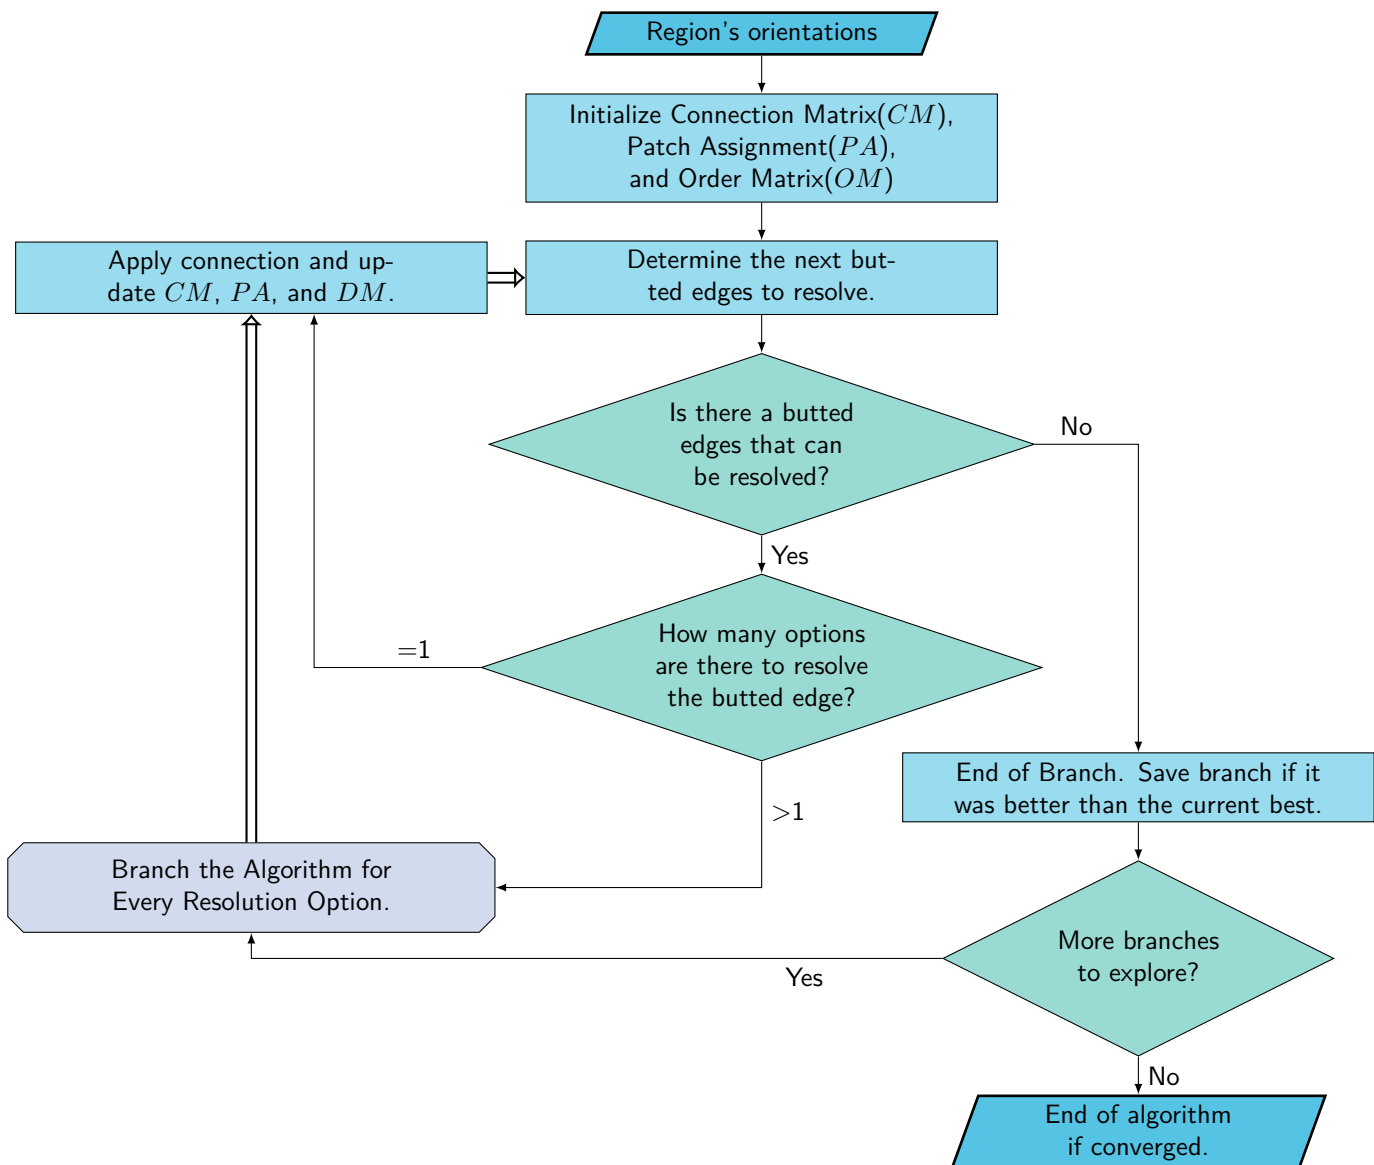 Region's orientations
Initialize Connection Matrix(CM),
Patch Assignment(PA),
and Order Matrix(OM)
Apply connection and up-
date CM, PA, and DM.
Determine the next but-
ted edges to resolve.
Is there a butted
edges that can
be resolved?
No
Yes
How many options
are there to resolve
the butted edge?
=1
>1
End of Branch. Save branch if it
was better than the current best.
Branch the Algorithm for
Every Resolution Option.
More branches
to explore?
Yes
No
End of algorithm
if converged.